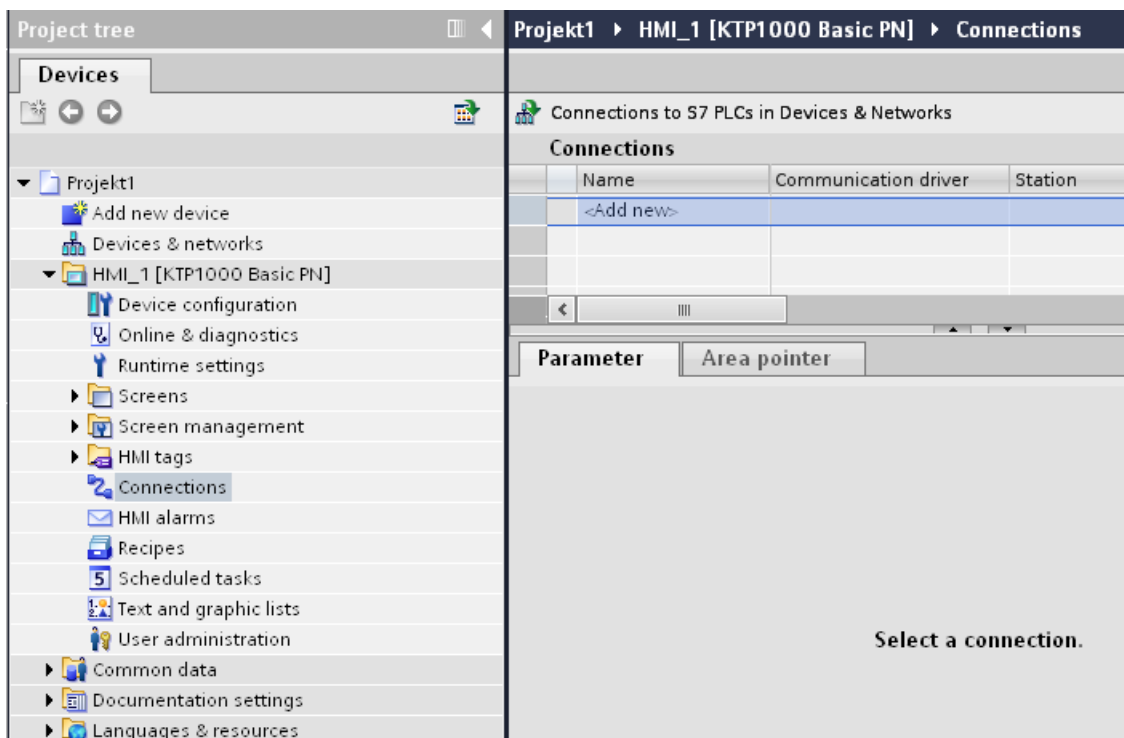 Project tree
Devices
Projekt1
Add new device
Devices & networks
HMI_1 [KTP1000 Basic PN]
Device configuration
Online & diagnostics
Runtime settings
Screens
Screen management
HMI tags
Connections
HMI alarms
Recipes
Scheduled tasks
Text and graphic lists
User administration
Common data
Documentation settings
Languages & resources
Projekt1 ▸ HMI_1 [KTP1000 Basic PN] ▸ Connections
Connections to S7 PLCs in Devices & Networks
Connections
Name Communication driver Station
<Add new>
Parameter Area pointer
Select a connection.